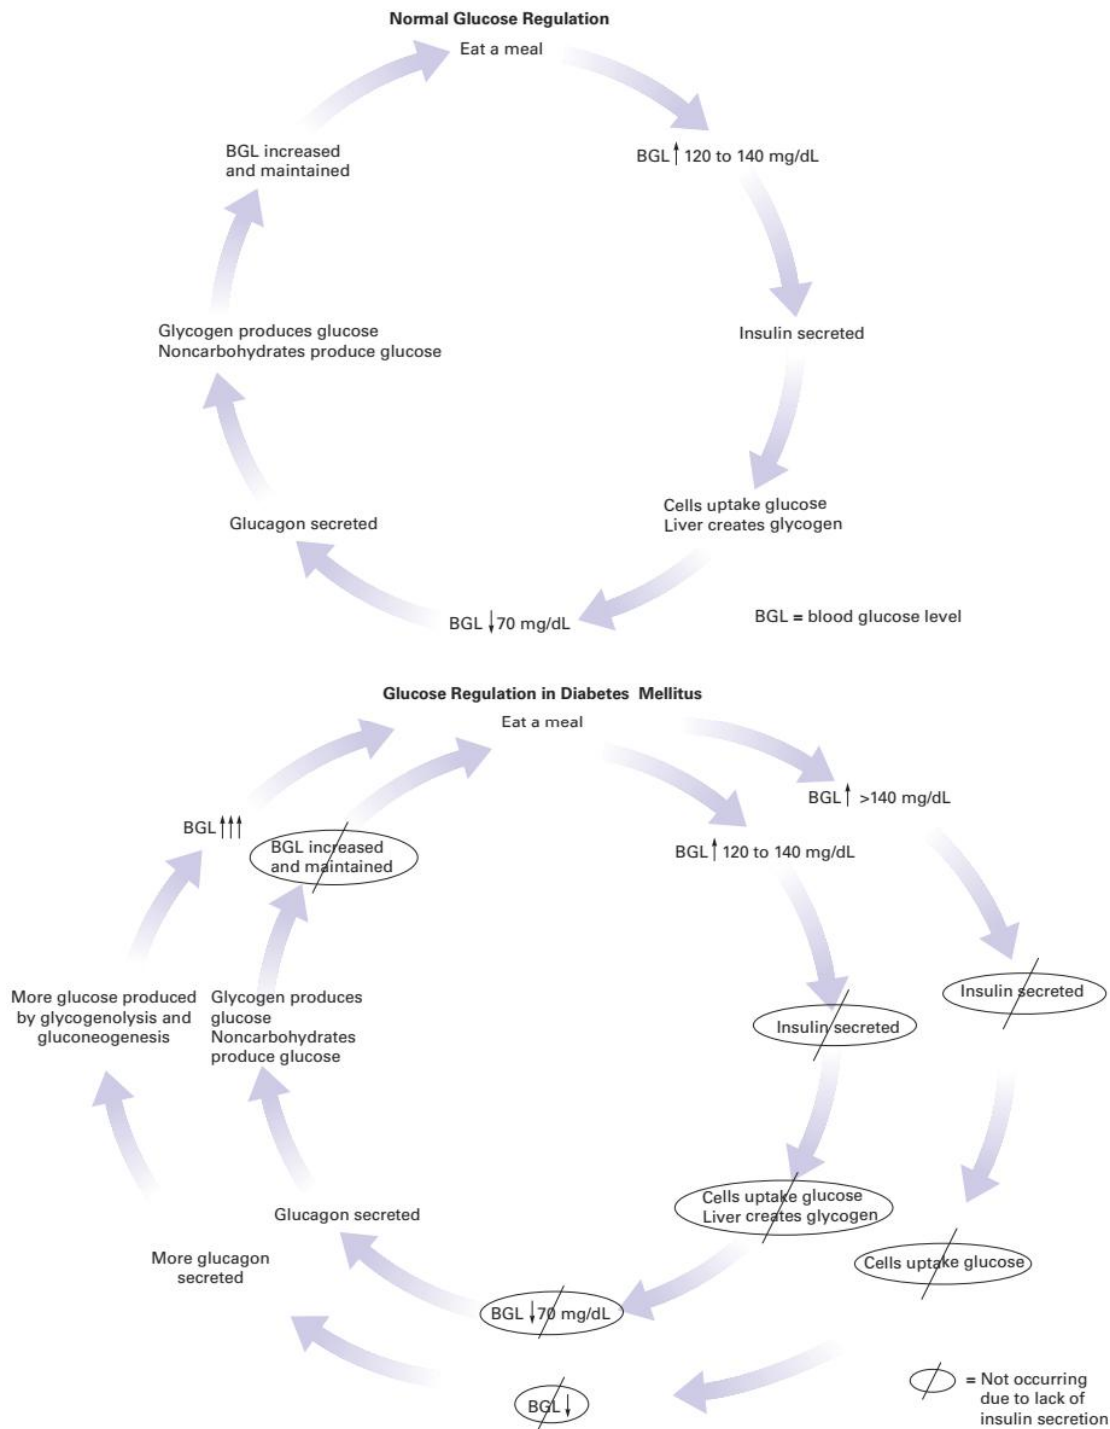 Normal Glucose Regulation
Eat a meal
BGL ↑ 120 to 140 mg/dL
Insulin secreted
Cells uptake glucose
Liver creates glycogen
BGL ↓ 70 mg/dL
Glucagon secreted
Glycogen produces glucose
Noncarbohydrates produce glucose
BGL increased
and maintained
BGL = blood glucose level
Glucose Regulation in Diabetes Mellitus
Eat a meal
BGL ↑ >140 mg/dL
BGL ↑ 120 to 140 mg/dL
Insulin secreted
Insulin secreted
Cells uptake glucose
Liver creates glycogen
Cells uptake glucose
BGL ↓ 70 mg/dL
BGL ↓
Glucagon secreted
More glucagon
secreted
Glycogen produces
glucose
Noncarbohydrates
produce glucose
More glucose produced
by glycogenolysis and
gluconeogenesis
BGL increased
and maintained
BGL ↑↑↑
= Not occurring
due to lack of
insulin secretion